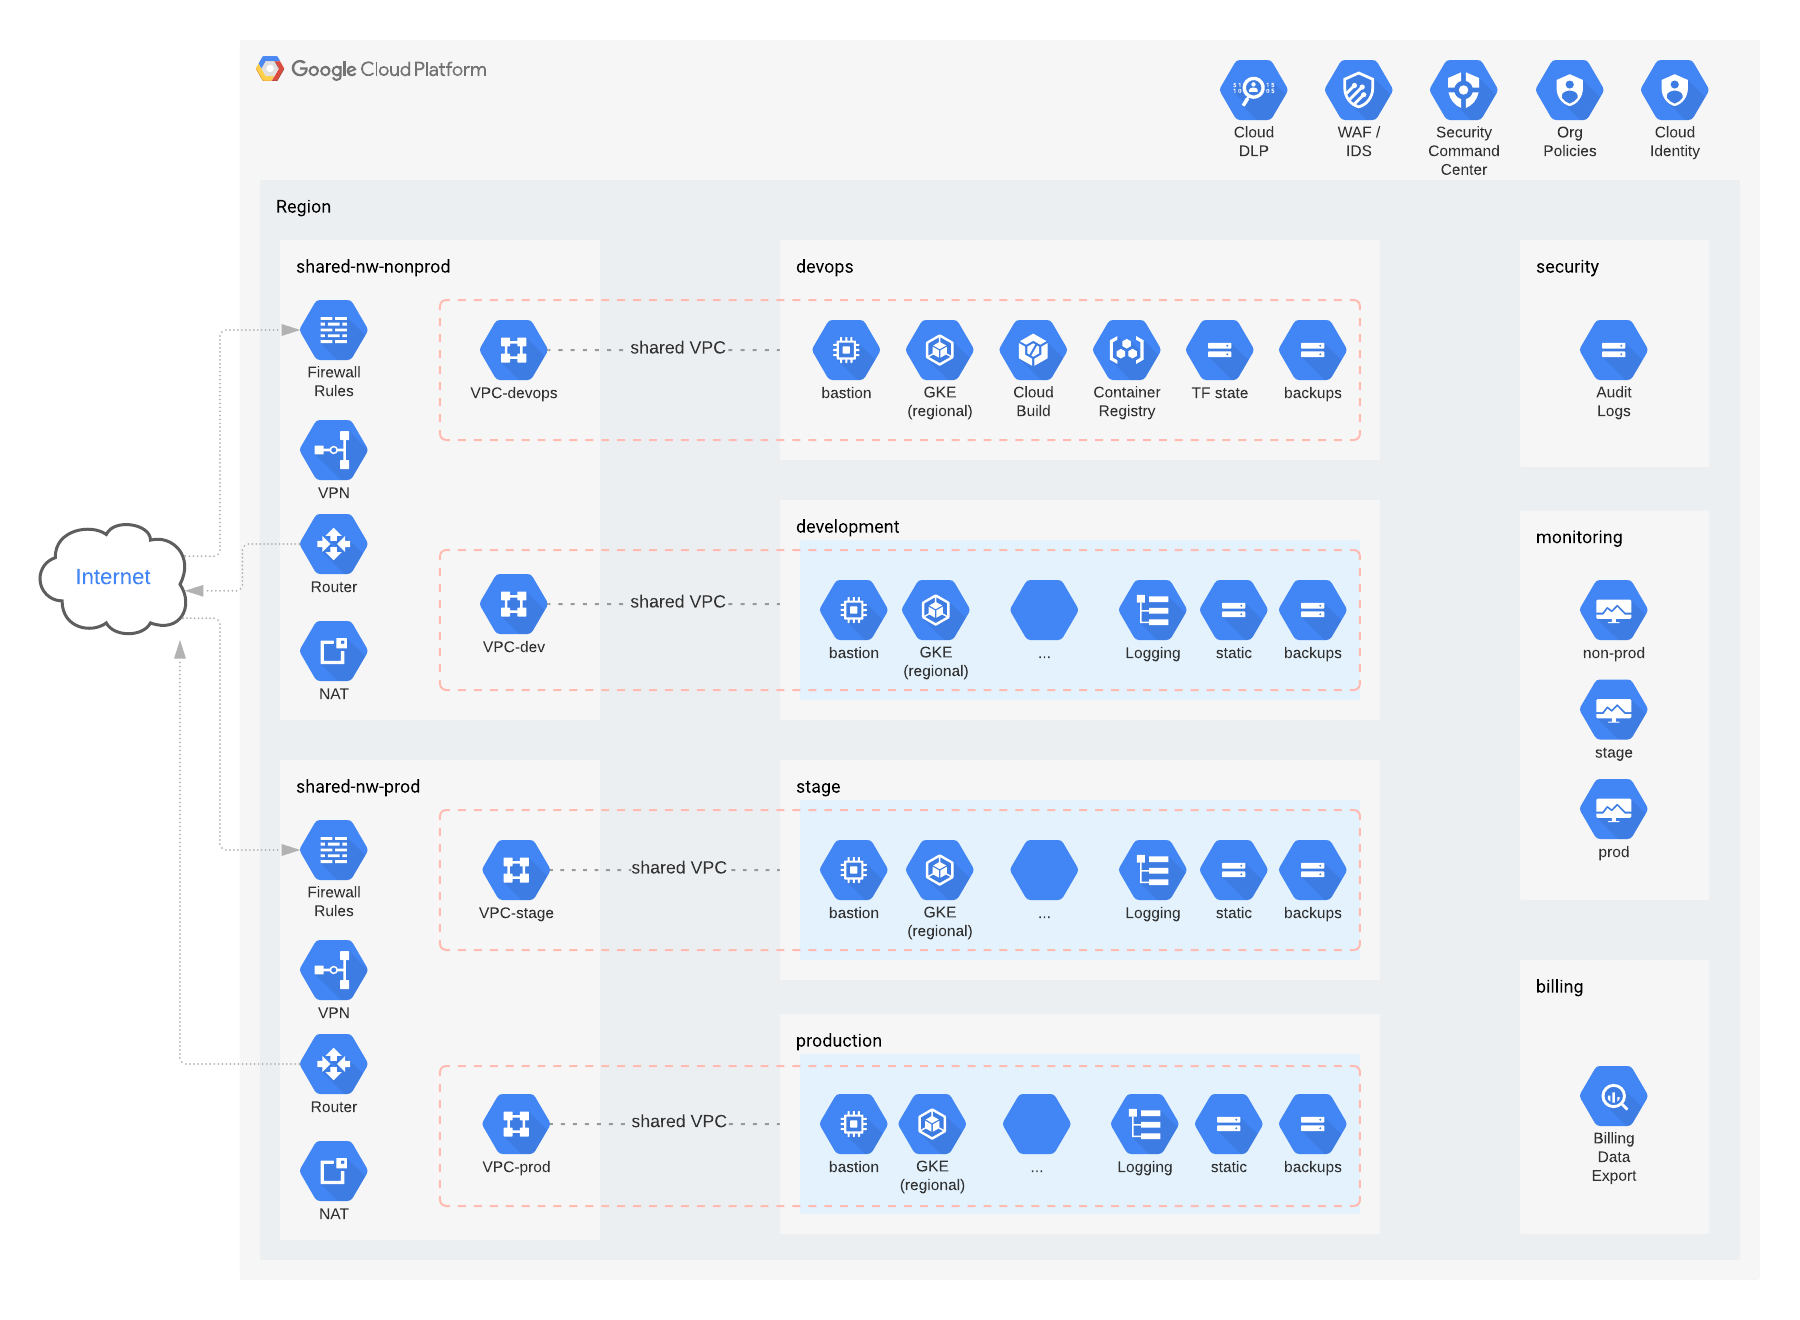 Google Cloud Platform
Cloud
DLP
WAF /
IDS
Security
Command
Center
Org
Policies
Cloud
Identity
Region
shared-nw-nonprod
Firewall
Rules
VPN
Router
NAT
VPC-devops
shared VPC
VPC-dev
shared VPC
devops
bastion
GKE
(regional)
Cloud
Build
Container
Registry
TF state
backups
development
bastion
GKE
(regional)
...
Logging
static
backups
security
Audit
Logs
monitoring
non-prod
stage
prod
Internet
shared-nw-prod
Firewall
Rules
VPN
Router
NAT
VPC-stage
shared VPC
VPC-prod
shared VPC
stage
bastion
GKE
(regional)
...
Logging
static
backups
production
bastion
GKE
(regional)
...
Logging
static
backups
billing
Billing
Data
Export